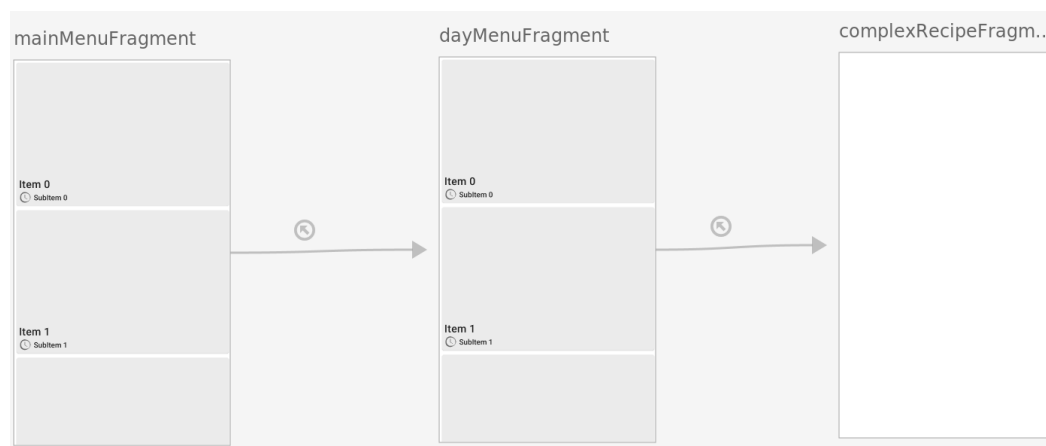 mainMenuFragment
dayMenuFragment
complexRecipeFragm..
Item 0
SubItem 0
Item 1
SubItem 1
Item 0
SubItem 0
Item 1
SubItem 1